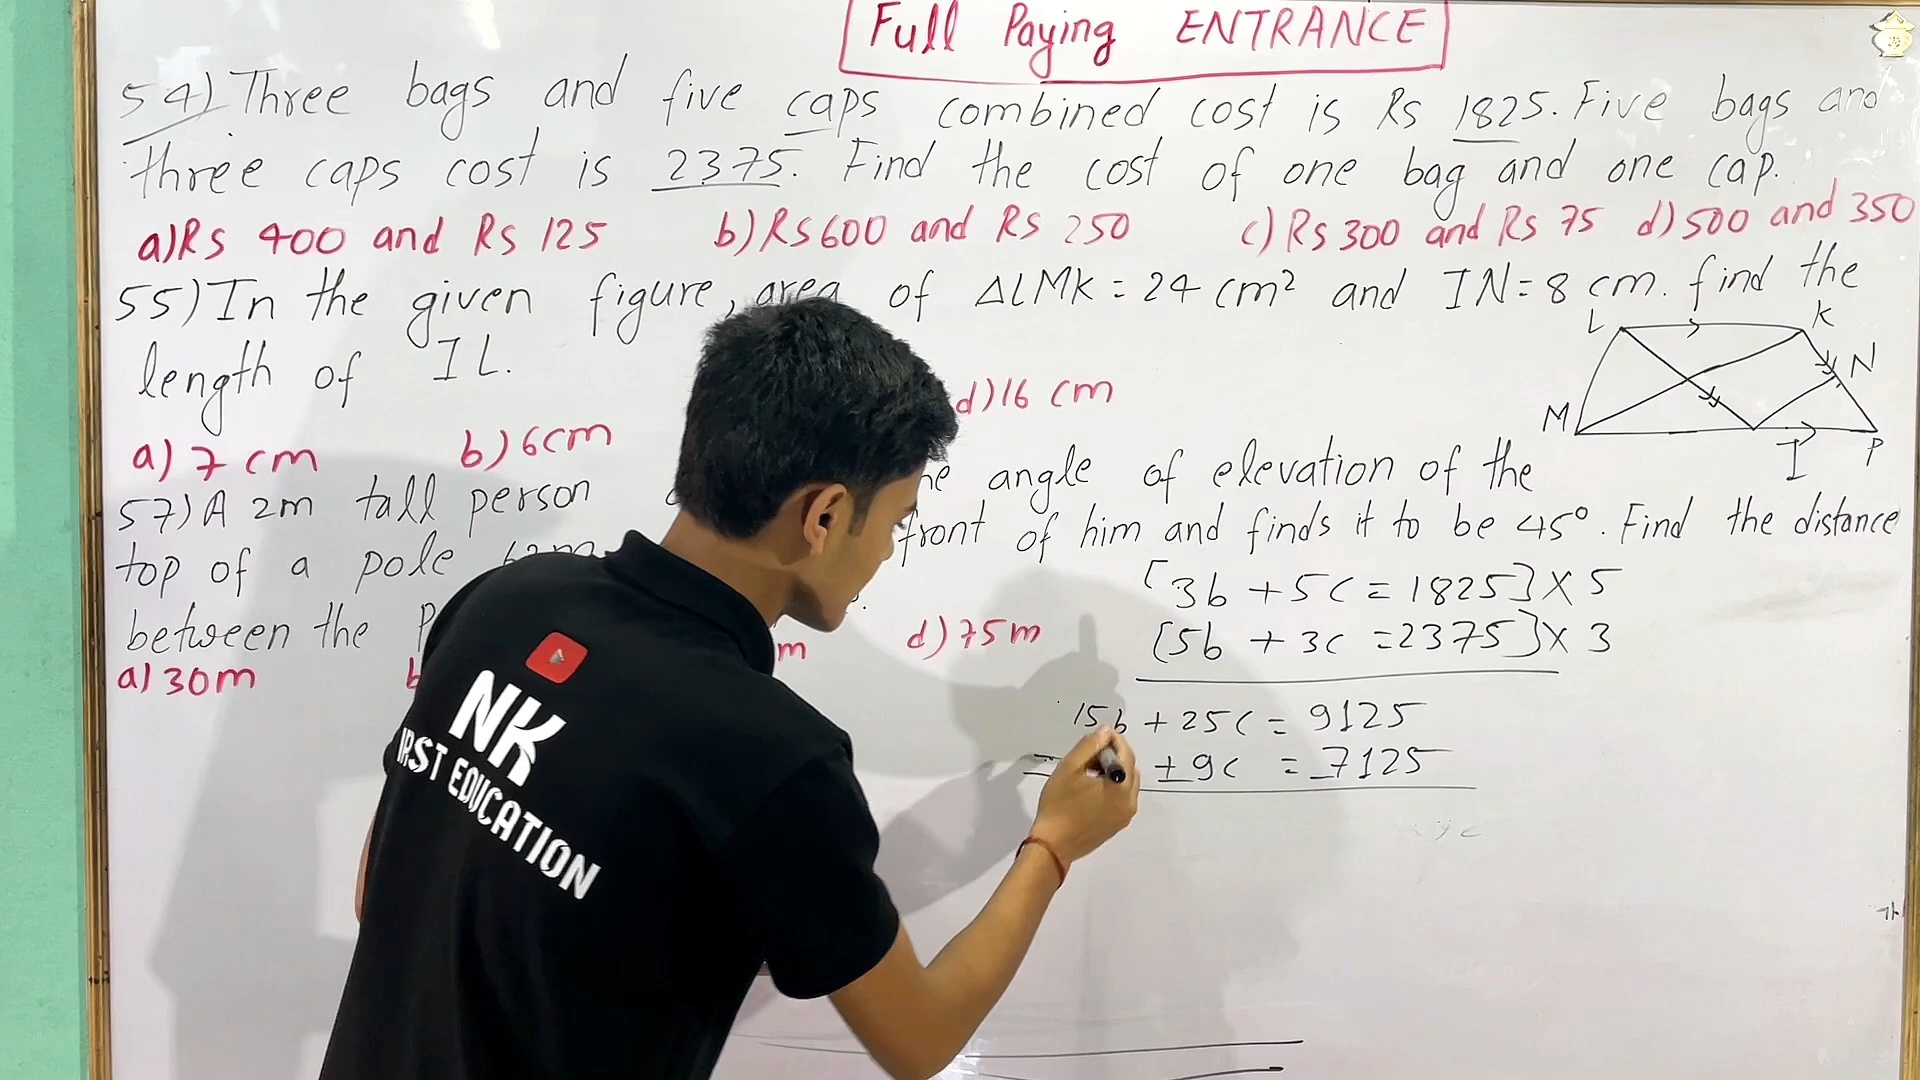 Full Paying ENTRANCE
54) Three bags and five caps combined cost is Rs 1825. Five bags and
three caps cost is 2375. Find the cost of one bag and one cap.
a) Rs 400 and Rs 125 b) Rs 600 and Rs 250 c) Rs 300 and Rs 75 d) 500 and 350
55) In the given figure, area of ΔLMK = 24 cm² and IN = 8 cm. find the
length of IL.
a) 7 cm b) 6 cm d) 16 cm
L K N M I P
57) A 2m tall person angle of elevation of the
top of a pole front of him and finds it to be 45°. Find the distance
between the
a) 30m m d) 75m
[3b + 5c = 1825] × 5
[5b + 3c = 2375] × 3
15b + 25c = 9125
+ 9c = 7125
NK
IRST EDUCATION